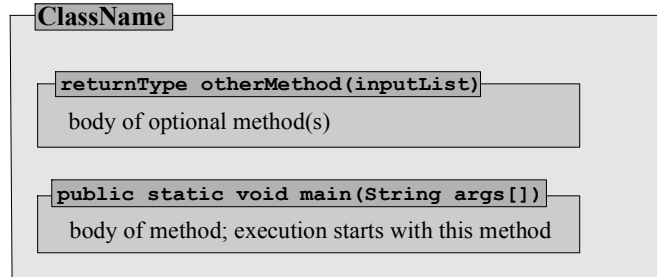 ClassName
returnType otherMethod(inputList)
body of optional method(s)
public static void main(String args[])
body of method; execution starts with this method